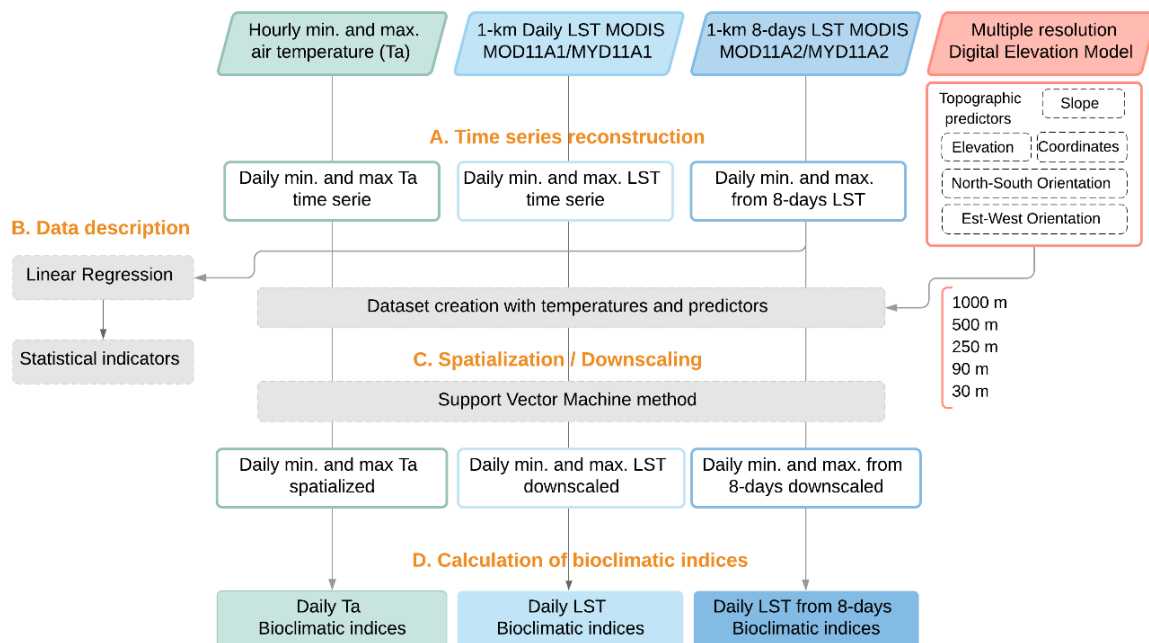 Hourly min. and max.
air temperature (Ta)
1-km Daily LST MODIS
MOD11A1/MYD11A1
1-km 8-days LST MODIS
MOD11A2/MYD11A2
Multiple resolution
Digital Elevation Model
Topographic
predictors
Slope
Elevation
Coordinates
North-South Orientation
Est-West Orientation
A. Time series reconstruction
Daily min. and max Ta
time serie
Daily min. and max. LST
time serie
Daily min. and max.
from 8-days LST
B. Data description
Linear Regression
Statistical indicators
Dataset creation with temperatures and predictors
1000 m
500 m
250 m
90 m
30 m
C. Spatialization / Downscaling
Support Vector Machine method
Daily min. and max Ta
spatialized
Daily min. and max. LST
downscaled
Daily min. and max. from
8-days downscaled
D. Calculation of bioclimatic indices
Daily Ta
Bioclimatic indices
Daily LST
Bioclimatic indices
Daily LST from 8-days
Bioclimatic indices